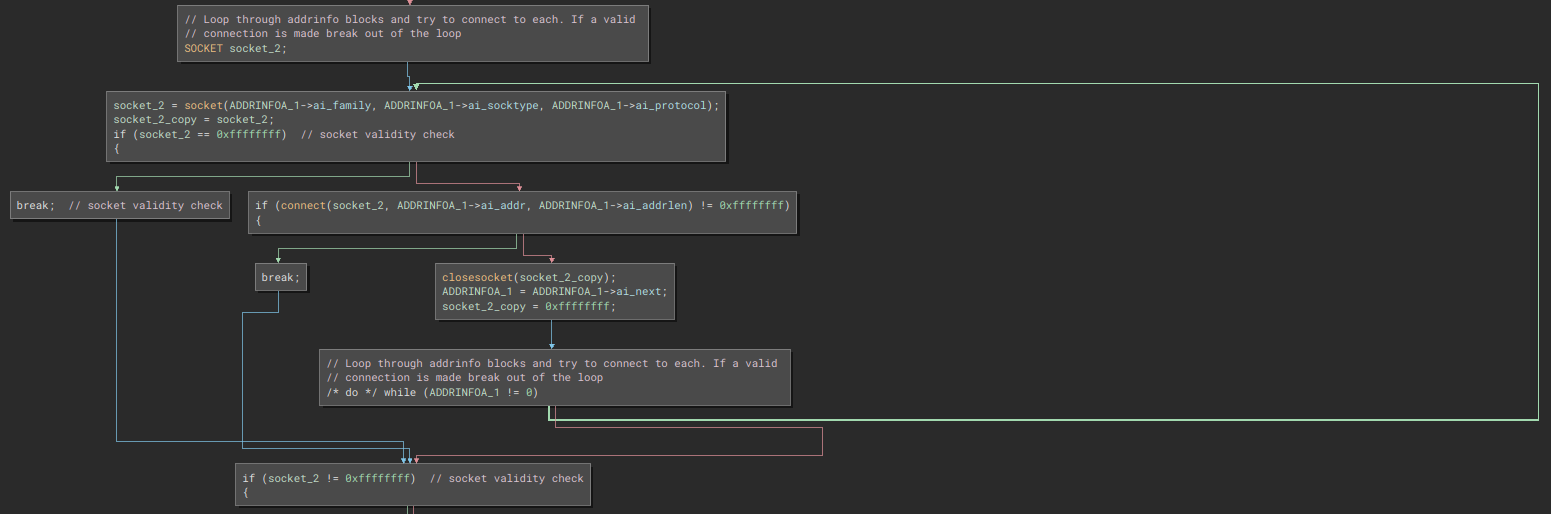 // Loop through addrinfo blocks and try to connect to each. If a valid
// connection is made break out of the loop
SOCKET socket_2;
socket_2 = socket(ADDRINFOA_1->ai_family, ADDRINFOA_1->ai_socktype, ADDRINFOA_1->ai_protocol);
socket_2_copy = socket_2;
if (socket_2 == 0xffffffff)  // socket validity check
{
break;  // socket validity check
if (connect(socket_2, ADDRINFOA_1->ai_addr, ADDRINFOA_1->ai_addrlen) != 0xffffffff)
{
break;
closesocket(socket_2_copy);
ADDRINFOA_1 = ADDRINFOA_1->ai_next;
socket_2_copy = 0xffffffff;
// Loop through addrinfo blocks and try to connect to each. If a valid
// connection is made break out of the loop
/* do */ while (ADDRINFOA_1 != 0)
if (socket_2 != 0xffffffff)  // socket validity check
{